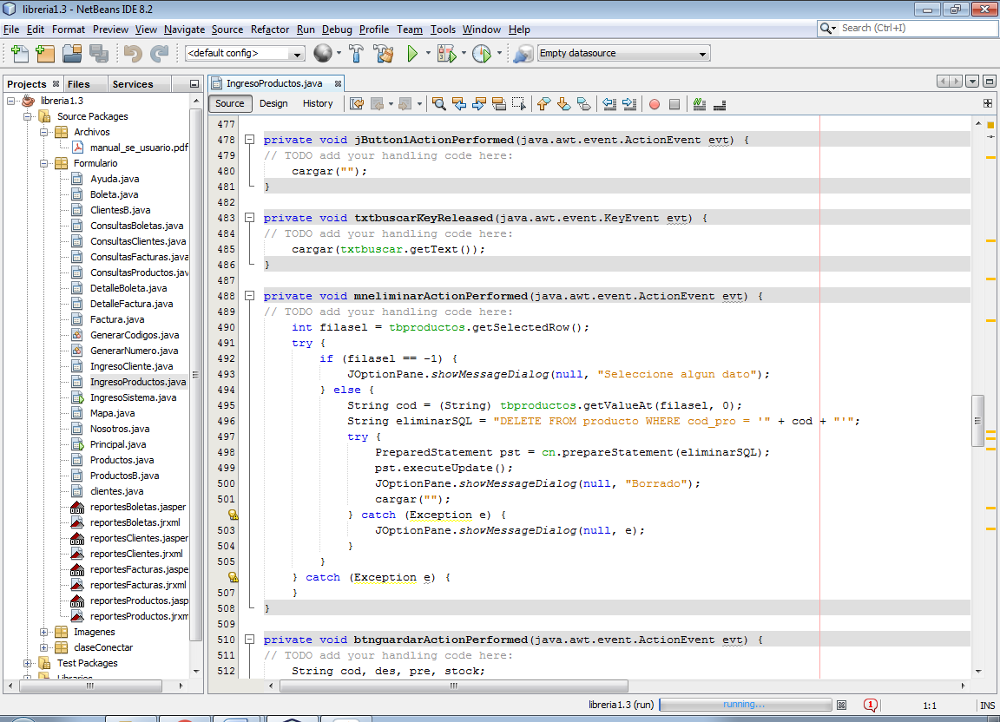 libreria1.3 - NetBeans IDE 8.2
File Edit Format Preview View Navigate Source Refactor Run Debug Profile Team Tools Window Help
Search (Ctrl+I)
<default config>
Empty datasource
Projects Files Services
libreria1.3
Source Packages
Archivos
manual_se_usuario.pdf
Formulario
Ayuda.java
Boleta.java
ClientesB.java
ConsultasBoletas.java
ConsultasClientes.java
ConsultasFacturas.java
ConsultasProductos.jav
DetalleBoleta.java
DetalleFactura.java
Factura.java
GenerarCodigos.java
GenerarNumero.java
IngresoCliente.java
IngresoProductos.java
IngresoSistema.java
Mapa.java
Nosotros.java
Principal.java
Productos.java
ProductosB.java
clientes.java
reportesBoletas.jasper
reportesBoletas.jrxml
reportesClientes.jasper
reportesClientes.jrxml
reportesFacturas.jaspe
reportesFacturas.jrxml
reportesProductos.jasp
reportesProductos.jrxm
Imagenes
claseConectar
Test Packages
Libraries
IngresoProductos.java
Source Design History
477
478 private void jButton1ActionPerformed(java.awt.event.ActionEvent evt) {
479 // TODO add your handling code here:
480 cargar("");
481 }
482
483 private void txtbuscarKeyReleased(java.awt.event.KeyEvent evt) {
484 // TODO add your handling code here:
485 cargar(txtbuscar.getText());
486 }
487
488 private void mneliminarActionPerformed(java.awt.event.ActionEvent evt) {
489 // TODO add your handling code here:
490 int filasel = tbproductos.getSelectedRow();
491 try {
492 if (filasel == -1) {
493 JOptionPane.showMessageDialog(null, "Seleccione algun dato");
494 } else {
495 String cod = (String) tbproductos.getValueAt(filasel, 0);
496 String eliminarSQL = "DELETE FROM producto WHERE cod_pro = '" + cod + "'";
497 try {
498 PreparedStatement pst = cn.prepareStatement(eliminarSQL);
499 pst.executeUpdate();
500 JOptionPane.showMessageDialog(null, "Borrado");
501 cargar("");
} catch (Exception e) {
503 JOptionPane.showMessageDialog(null, e);
504 }
505 }
} catch (Exception e) {
507 }
508 }
509
510 private void btnguardarActionPerformed(java.awt.event.ActionEvent evt) {
511 // TODO add your handling code here:
512 String cod, des, pre, stock;
libreria1.3 (run) running... 1 1:1 INS